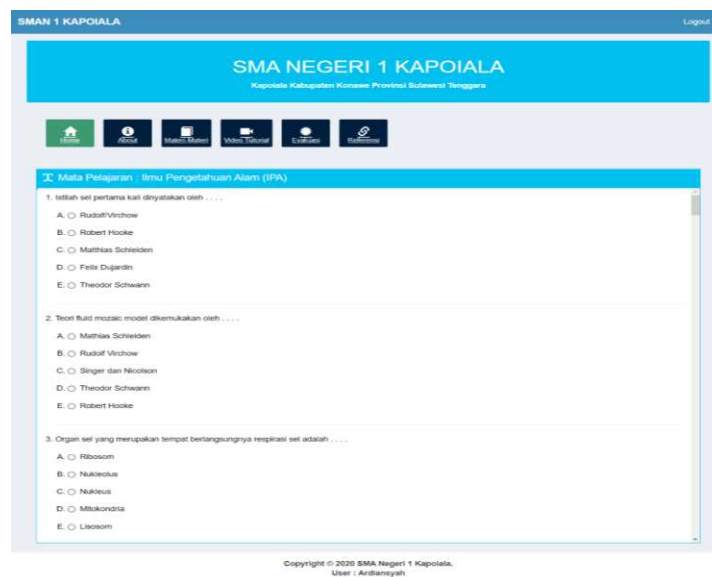 SMAN 1 KAPOIALA
Logout
SMA NEGERI 1 KAPOIALA
Kapoiala Kabupaten Konawe Provinsi Sulawesi Tenggara
Home
About
Materi-Materi
Video Tutorial
Evaluasi
Referensi
Mata Pelajaran : Ilmu Pengetahuan Alam (IPA)
1. Istilah sel pertama kali dinyatakan oleh . . . .
A. Rudolf/Virchow
B. Robert Hooke
C. Matthias Schleiden
D. Felix Dujardin
E. Theodor Schwann
2. Teori fluid mozaic model dikemukakan oleh . . . .
A. Mathias Schleiden
B. Rudolf Virchow
C. Singer dan Nicolson
D. Theodor Schwann
E. Robert Hooke
3. Organ sel yang merupakan tempat berlangsungnya respirasi sel adalah . . . .
A. Ribosom
B. Nukleolus
C. Nukleus
D. Mitokondria
E. Lisosom
Copyright © 2020 SMA Negeri 1 Kapoiala.
User : Ardiansyah